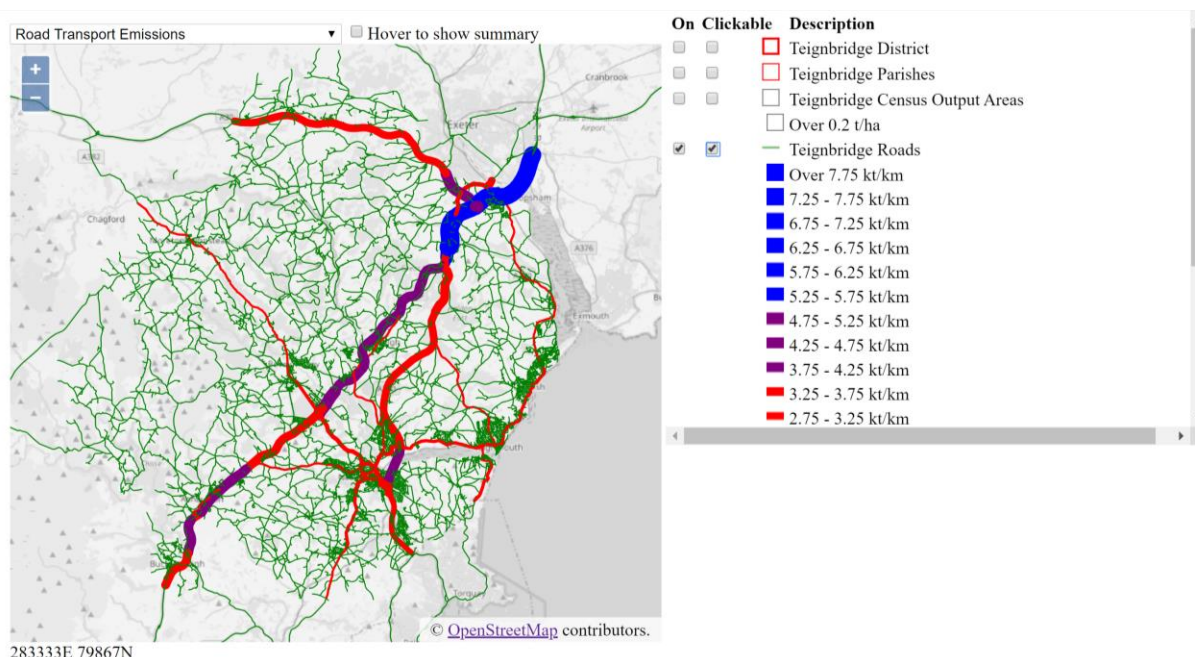 Road Transport Emissions
Hover to show summary
+
−
Cranbrook
Exeter
Airport
A382
Chagford
A376
Exmouth
Torquay
© OpenStreetMap contributors.
283333E 79867N
On Clickable Description
Teignbridge District
Teignbridge Parishes
Teignbridge Census Output Areas
Over 0.2 t/ha
Teignbridge Roads
Over 7.75 kt/km
7.25 - 7.75 kt/km
6.75 - 7.25 kt/km
6.25 - 6.75 kt/km
5.75 - 6.25 kt/km
5.25 - 5.75 kt/km
4.75 - 5.25 kt/km
4.25 - 4.75 kt/km
3.75 - 4.25 kt/km
3.25 - 3.75 kt/km
2.75 - 3.25 kt/km